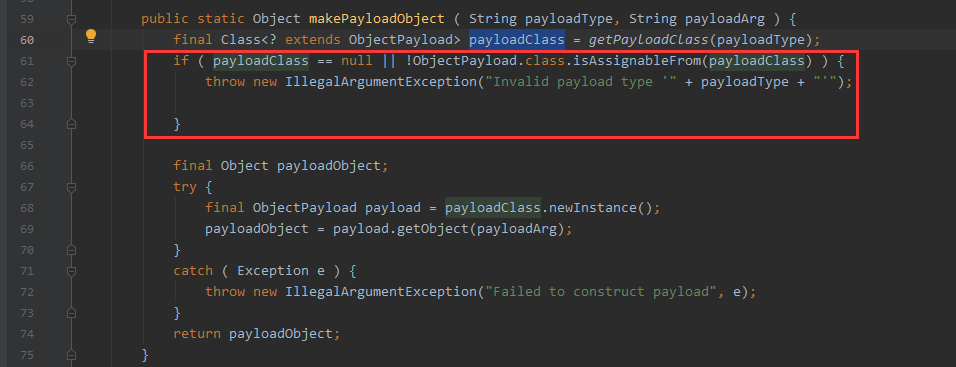 59 public static Object makePayloadObject ( String payloadType, String payloadArg ) {
60 final Class<? extends ObjectPayload> payloadClass = getPayloadClass(payloadType);
61 if ( payloadClass == null || !ObjectPayload.class.isAssignableFrom(payloadClass) ) {
62 throw new IllegalArgumentException("Invalid payload type '" + payloadType + "'");
63
64 }
65
66 final Object payloadObject;
67 try {
68 final ObjectPayload payload = payloadClass.newInstance();
69 payloadObject = payload.getObject(payloadArg);
70 }
71 catch ( Exception e ) {
72 throw new IllegalArgumentException("Failed to construct payload", e);
73 }
74 return payloadObject;
75 }